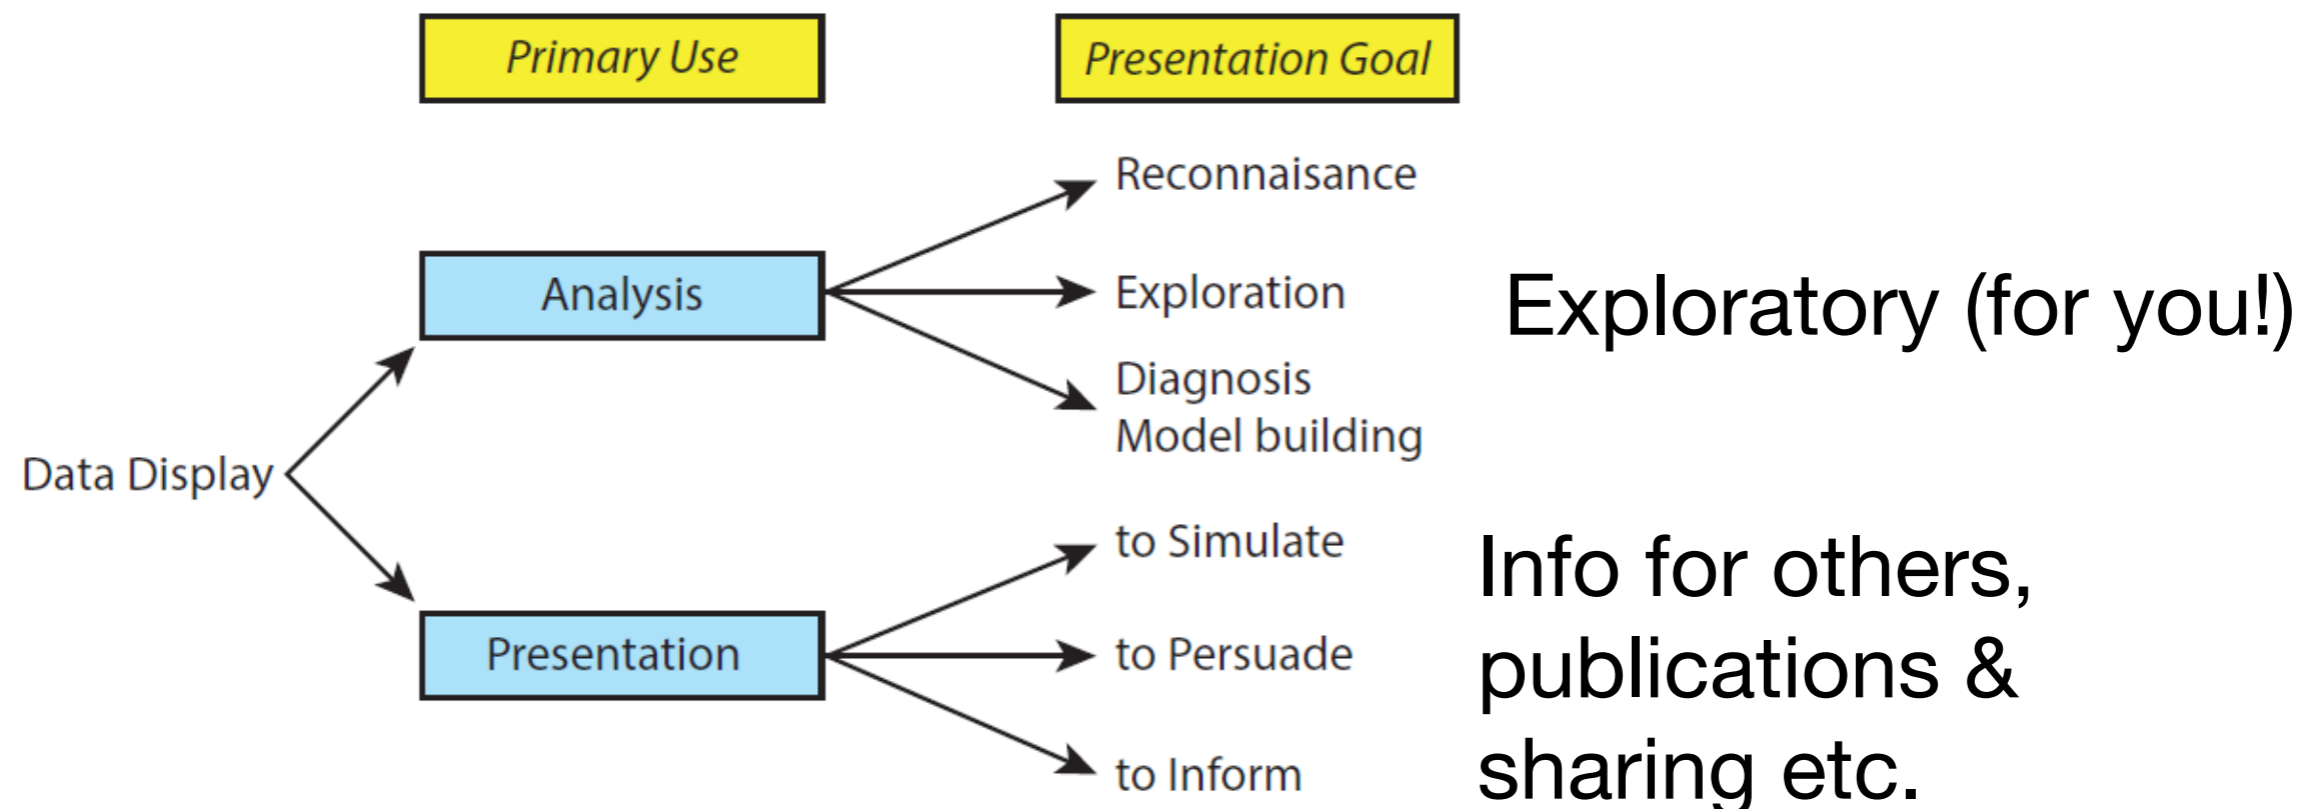 Primary Use
Presentation Goal
Reconnaisance
Analysis
Exploration
Exploratory (for you!)
Diagnosis
Model building
Data Display
to Simulate
Info for others,
Presentation
to Persuade
publications &
to Inform
sharing etc.